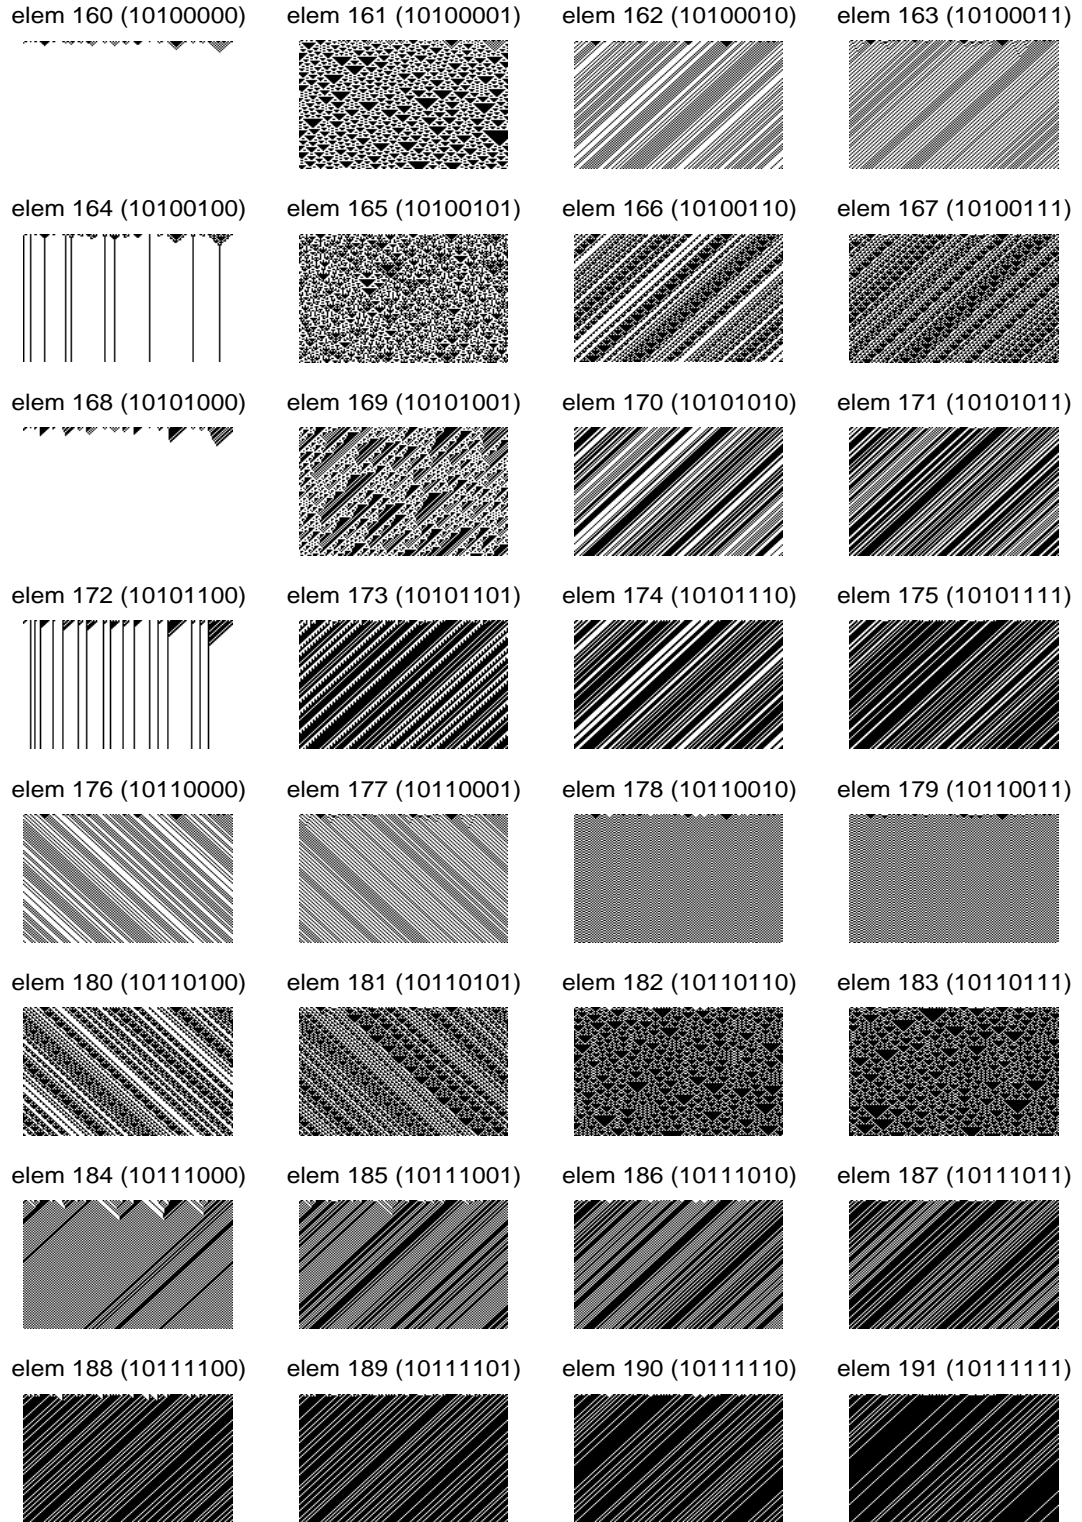 elem 160 (10100000) elem 161 (10100001) elem 162 (10100010) elem 163 (10100011)
elem 164 (10100100) elem 165 (10100101) elem 166 (10100110) elem 167 (10100111)
elem 168 (10101000) elem 169 (10101001) elem 170 (10101010) elem 171 (10101011)
elem 172 (10101100) elem 173 (10101101) elem 174 (10101110) elem 175 (10101111)
elem 176 (10110000) elem 177 (10110001) elem 178 (10110010) elem 179 (10110011)
elem 180 (10110100) elem 181 (10110101) elem 182 (10110110) elem 183 (10110111)
elem 184 (10111000) elem 185 (10111001) elem 186 (10111010) elem 187 (10111011)
elem 188 (10111100) elem 189 (10111101) elem 190 (10111110) elem 191 (10111111)